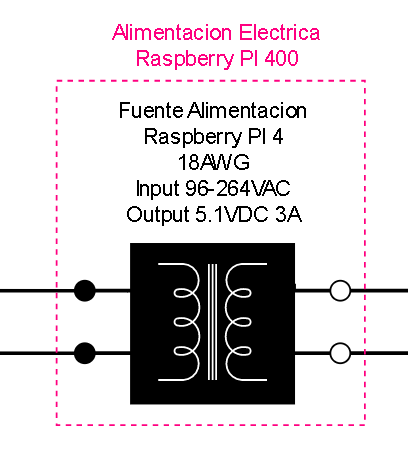 Alimentacion Electrica
Raspberry PI 400
Fuente Alimentacion
Raspberry PI 4
18AWG
Input 96-264VAC
Output 5.1VDC 3A